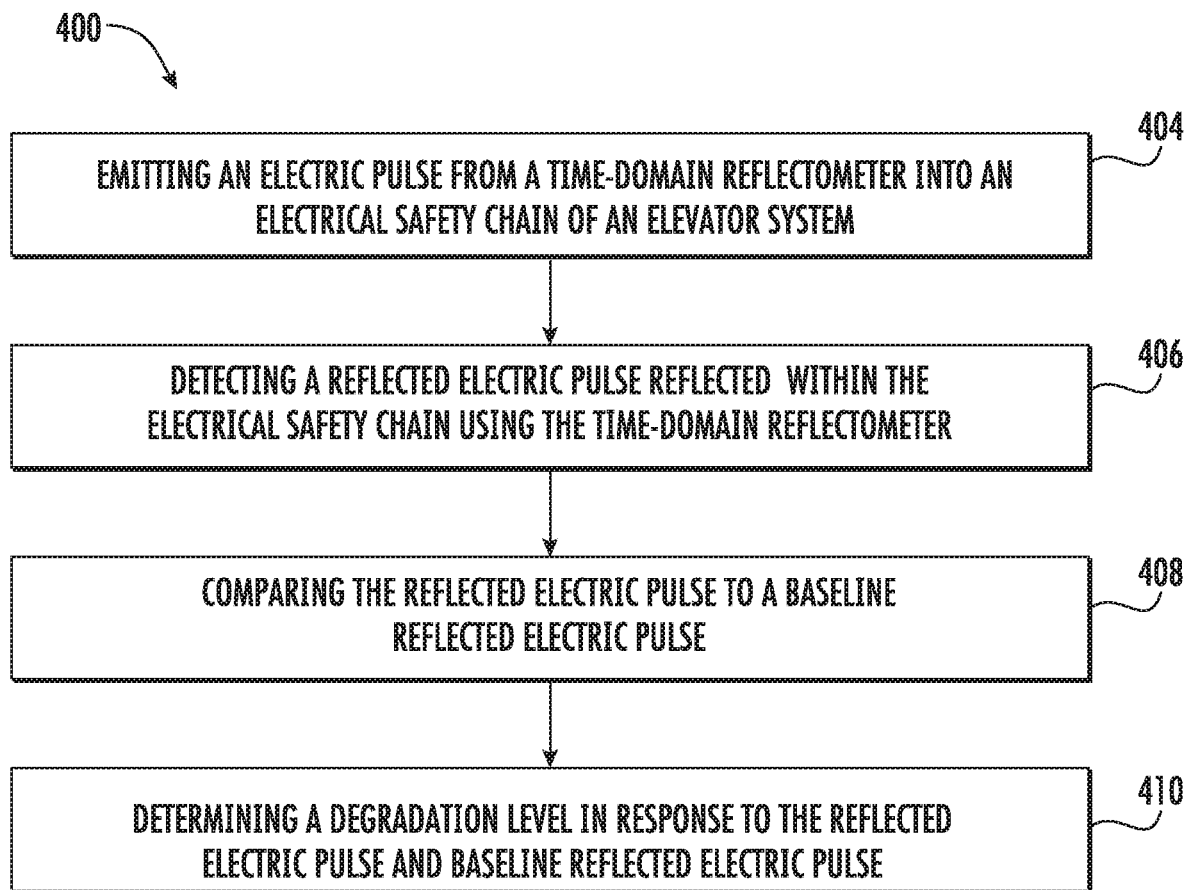 400
404
EMITTING AN ELECTRIC PULSE FROM A TIME-DOMAIN REFLECTOMETER INTO AN
ELECTRICAL SAFETY CHAIN OF AN ELEVATOR SYSTEM
406
DETECTING A REFLECTED ELECTRIC PULSE REFLECTED WITHIN THE
ELECTRICAL SAFETY CHAIN USING THE TIME-DOMAIN REFLECTOMETER
408
COMPARING THE REFLECTED ELECTRIC PULSE TO A BASELINE
REFLECTED ELECTRIC PULSE
410
DETERMINING A DEGRADATION LEVEL IN RESPONSE TO THE REFLECTED
ELECTRIC PULSE AND BASELINE REFLECTED ELECTRIC PULSE